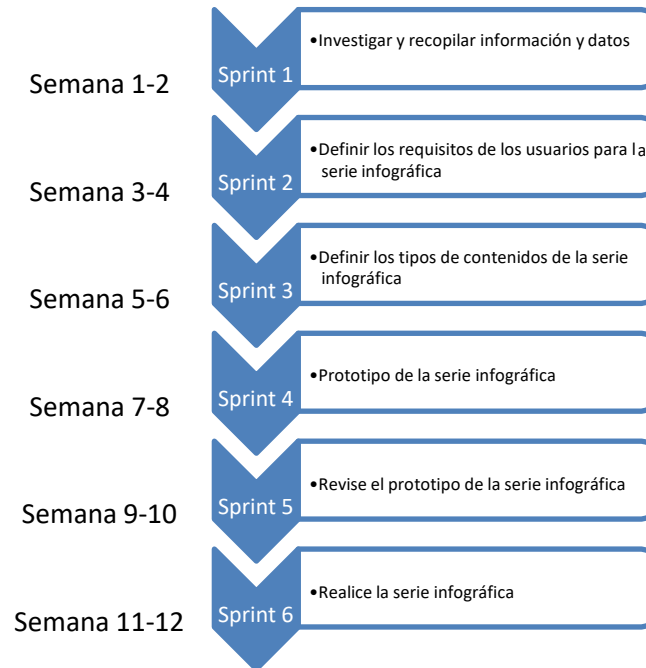 Semana 1-2
Sprint 1
•Investigar y recopilar información y datos
Semana 3-4
Sprint 2
•Definir los requisitos de los usuarios para la
serie infográfica
Semana 5-6
Sprint 3
•Definir los tipos de contenidos de la serie
infográfica
Semana 7-8
Sprint 4
•Prototipo de la serie infográfica
Semana 9-10
Sprint 5
•Revise el prototipo de la serie infográfica
Semana 11-12
Sprint 6
•Realice la serie infográfica